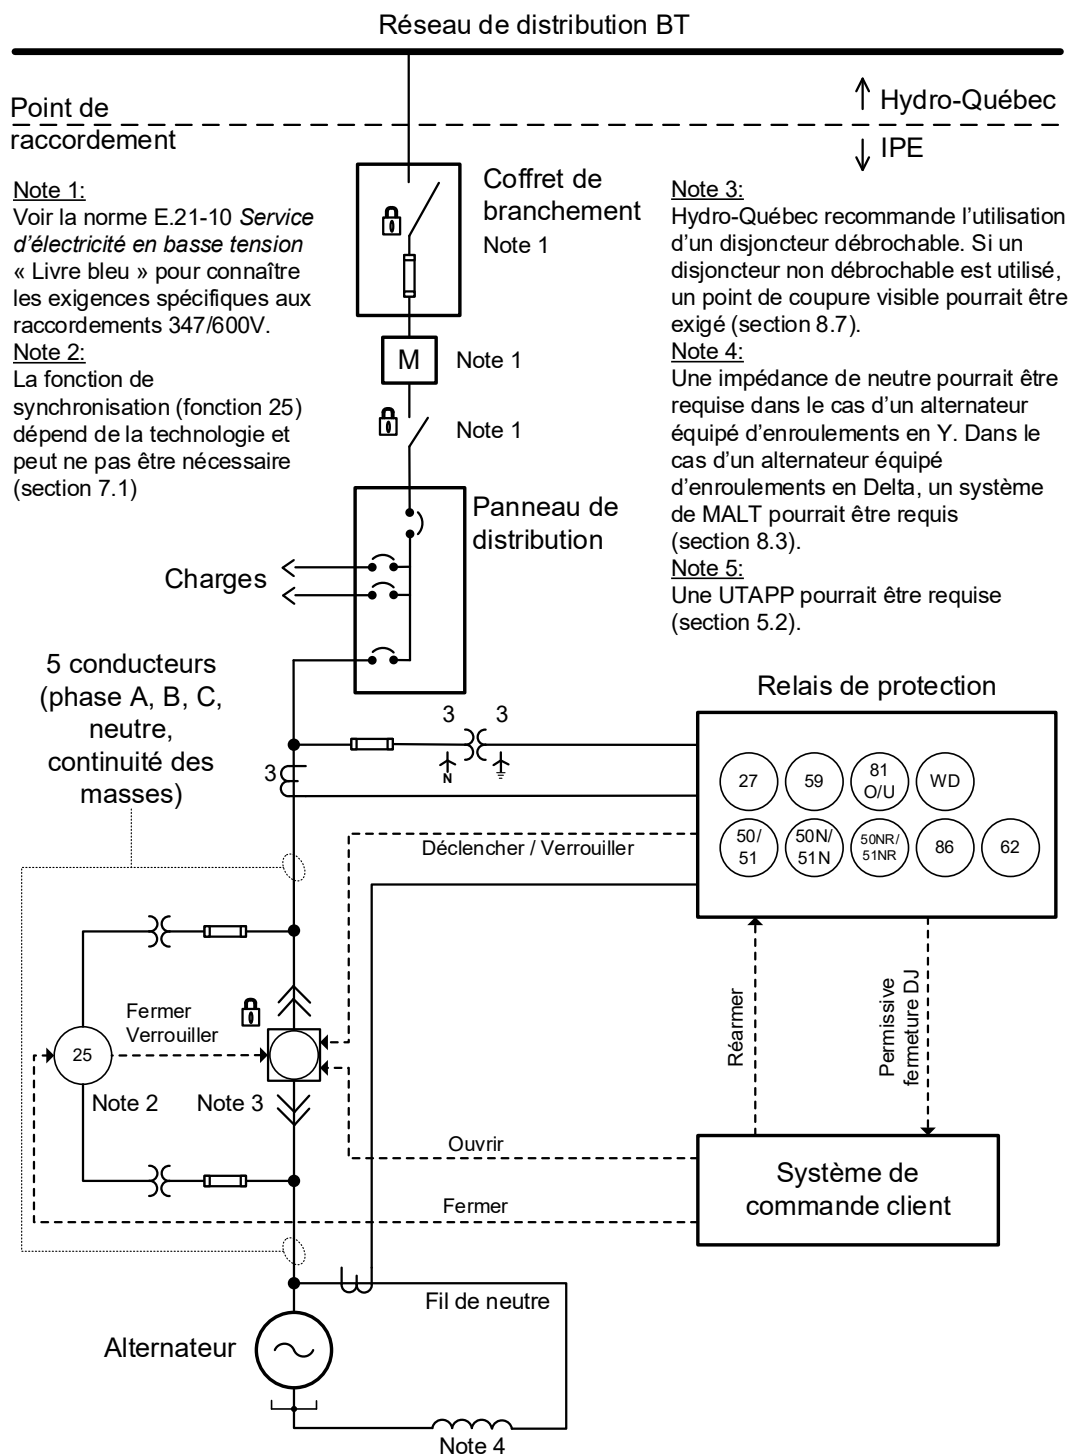 Réseau de distribution BT
Point de
raccordement
Hydro-Québec
IPE
Note 1:
Voir la norme E.21-10 Service
d'électricité en basse tension
« Livre bleu » pour connaître
les exigences spécifiques aux
raccordements 347/600V.
Note 2:
La fonction de
synchronisation (fonction 25)
dépend de la technologie et
peut ne pas être nécessaire
(section 7.1)
Coffret de
branchement
Note 1
M
Note 1
Note 1
Note 3:
Hydro-Québec recommande l'utilisation
d'un disjoncteur débrochable. Si un
disjoncteur non débrochable est utilisé,
un point de coupure visible pourrait être
exigé (section 8.7).
Note 4:
Une impédance de neutre pourrait être
requise dans le cas d'un alternateur
équipé d'enroulements en Y. Dans le
cas d'un alternateur équipé
d'enroulements en Delta, un système
de MALT pourrait être requis
(section 8.3).
Note 5:
Une UTAPP pourrait être requise
(section 5.2).
Panneau de
distribution
Charges
5 conducteurs
(phase A, B, C,
neutre,
continuité des
masses)
3
3
N
3
Relais de protection
27
59
81
O/U
WD
50/
51
50N/
51N
50NR/
51NR
86
62
Déclencher / Verrouiller
Fermer
Verrouiller
25
Note 2
Note 3
Réarmer
Permissive
fermeture DJ
Ouvrir
Fermer
Système de
commande client
Fil de neutre
Alternateur
Note 4